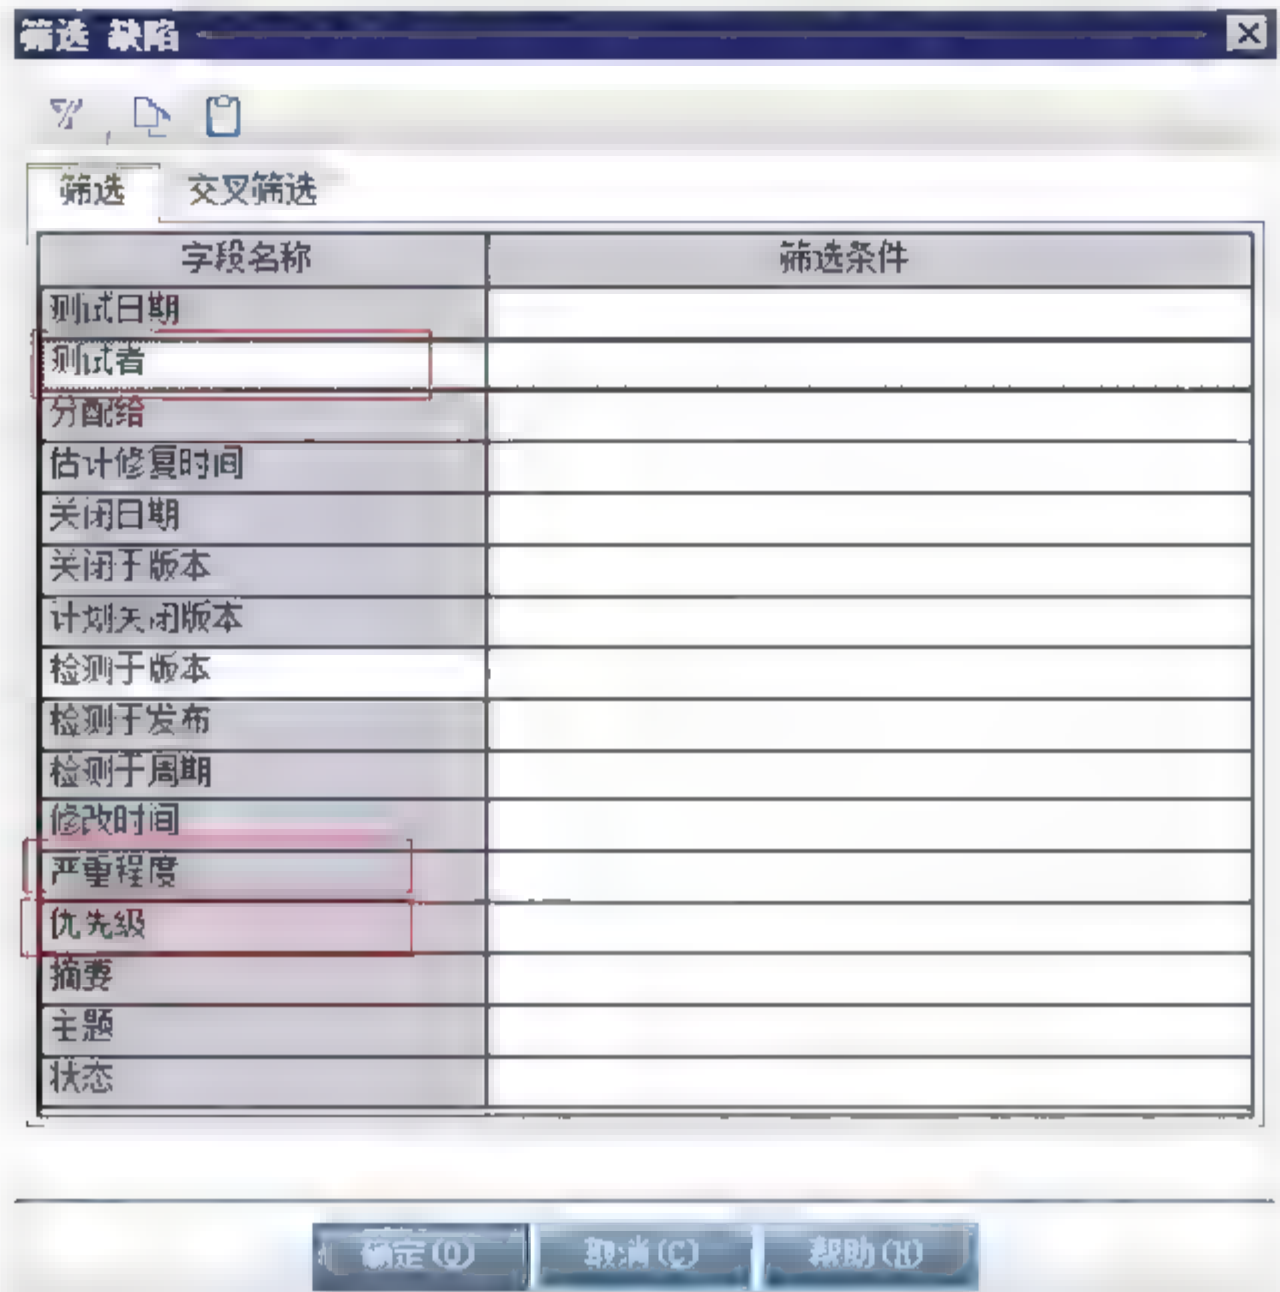 筛选 缺陷
筛选 交叉筛选
字段名称 筛选条件
测试日期
测试者
分配给
估计修复时间
关闭日期
关闭于版本
计划关闭版本
检测于版本
检测于发布
检测于周期
修改时间
严重程度
优先级
摘要
主题
状态
确定(O) 取消(C) 帮助(H)